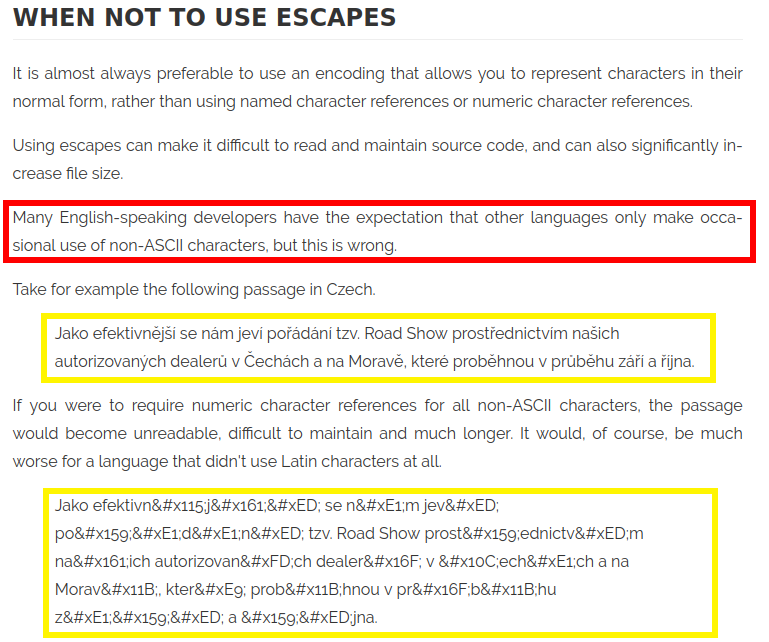 WHEN NOT TO USE ESCAPES
It is almost always preferable to use an encoding that allows you to represent characters in their
normal form, rather than using named character references or numeric character references.
Using escapes can make it difficult to read and maintain source code, and can also significantly in-
crease file size.
Many English-speaking developers have the expectation that other languages only make occa-
sional use of non-ASCII characters, but this is wrong.
Take for example the following passage in Czech.
Jako efektivnější se nám jeví pořádání tzv. Road Show prostřednictvím našich
autorizovaných dealerů v Čechách a na Moravě, které proběhnou v průběhu září a října.
If you were to require numeric character references for all non-ASCII characters, the passage
would become unreadable, difficult to maintain and much longer. It would, of course, be much
worse for a language that didn't use Latin characters at all.
Jako efektivn&#x115;j&#x161;&#xED; se n&#xE1;m jev&#xED;
po&#x159;&#xE1;d&#xE1;n&#xED; tzv. Road Show prost&#x159;ednictv&#xED;m
na&#x161;ich autorizovan&#xFD;ch dealer&#x16F; v &#x10C;ech&#xE1;ch a na
Morav&#x11B;, kter&#xE9; prob&#x11B;hnou v pr&#x16F;b&#x11B;hu
z&#xE1;&#x159;&#xED; a &#x159;&#xED;jna.